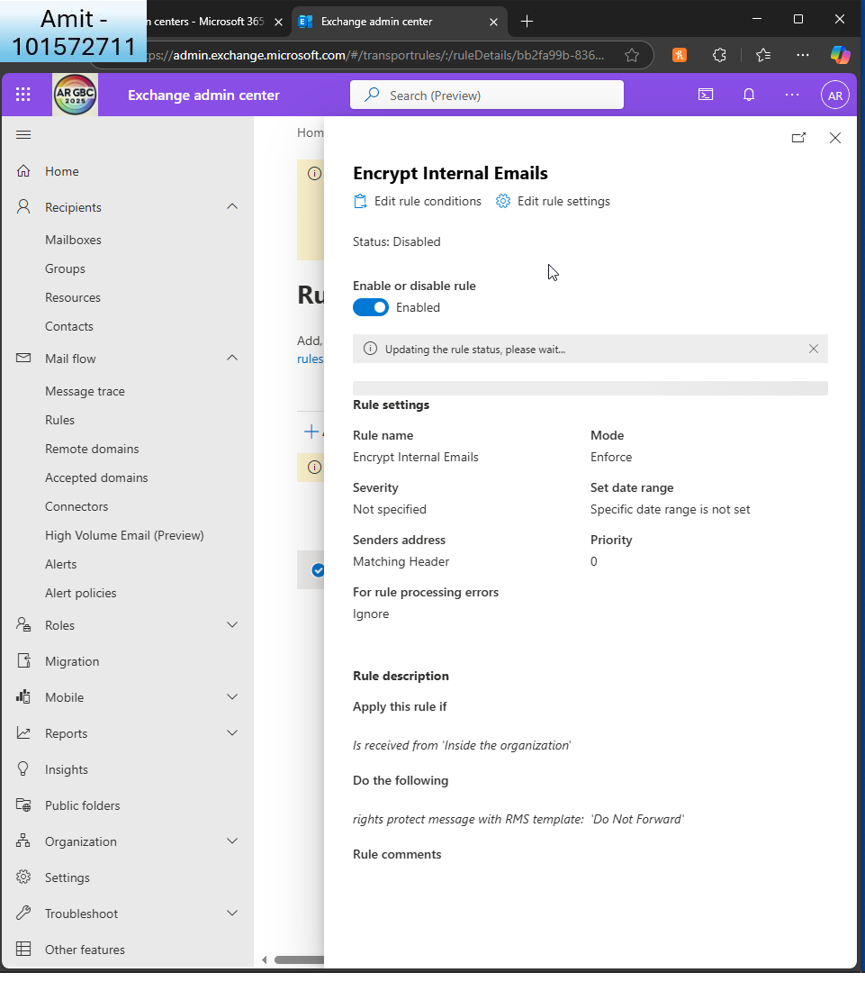 Amit -
101572711
n centers - Microsoft 365
Exchange admin center
ps://admin.exchange.microsoft.com/#/transportrules/:/ruleDetails/bb2fa99b-836...
AR GBC
2025
Exchange admin center
Search (Preview)
AR
Home
Recipients
Mailboxes
Groups
Resources
Contacts
Mail flow
Message trace
Rules
Remote domains
Accepted domains
Connectors
High Volume Email (Preview)
Alerts
Alert policies
Roles
Migration
Mobile
Reports
Insights
Public folders
Organization
Settings
Troubleshoot
Other features
Hom
Ru
Add,
rules
Encrypt Internal Emails
Edit rule conditions Edit rule settings
Status: Disabled
Enable or disable rule
Enabled
Updating the rule status, please wait...
Rule settings
Rule name Mode
Encrypt Internal Emails Enforce
Severity Set date range
Not specified Specific date range is not set
Senders address Priority
Matching Header 0
For rule processing errors
Ignore
Rule description
Apply this rule if
Is received from 'Inside the organization'
Do the following
rights protect message with RMS template: 'Do Not Forward'
Rule comments